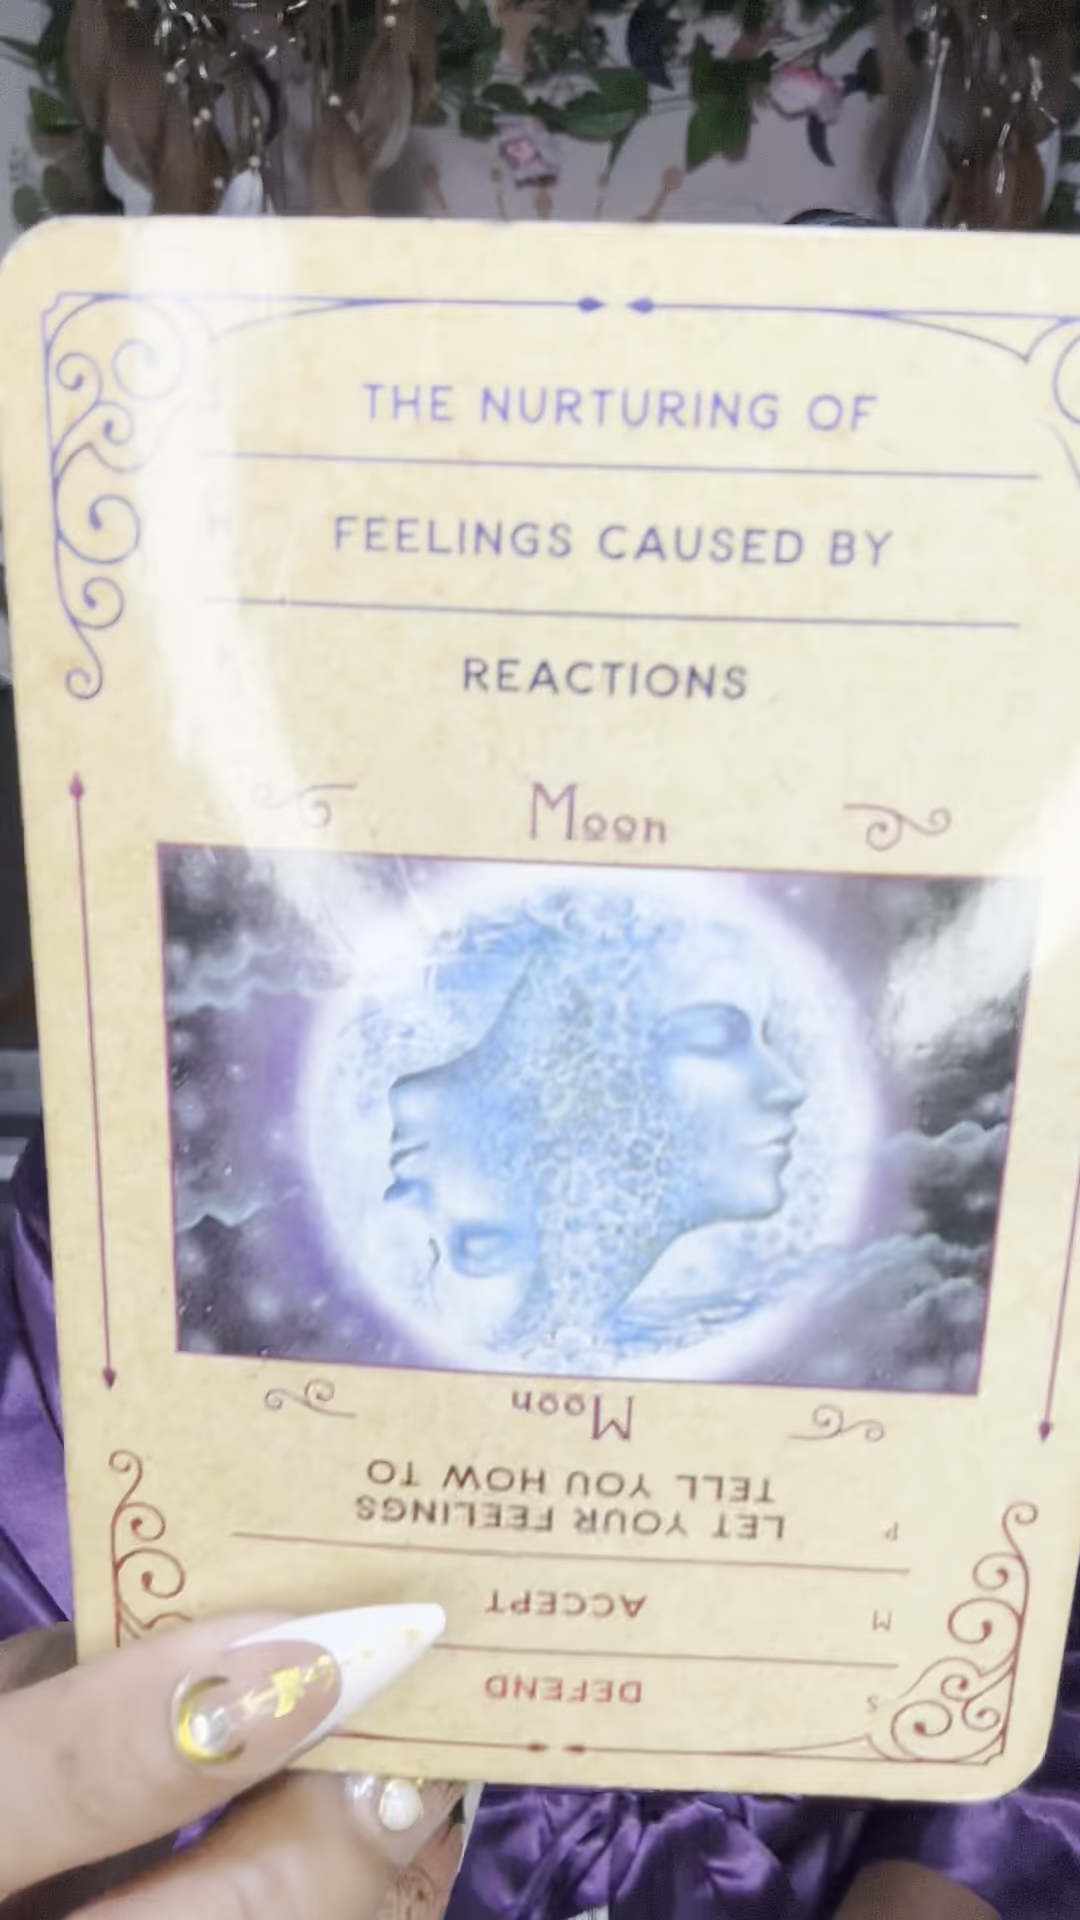 THE NURTURING OF
FEELINGS CAUSED BY
REACTIONS
Moon
Moon
DEFEND
S
ACCEPT
M
LET YOUR FEELINGS
TELL YOU HOW TO
P